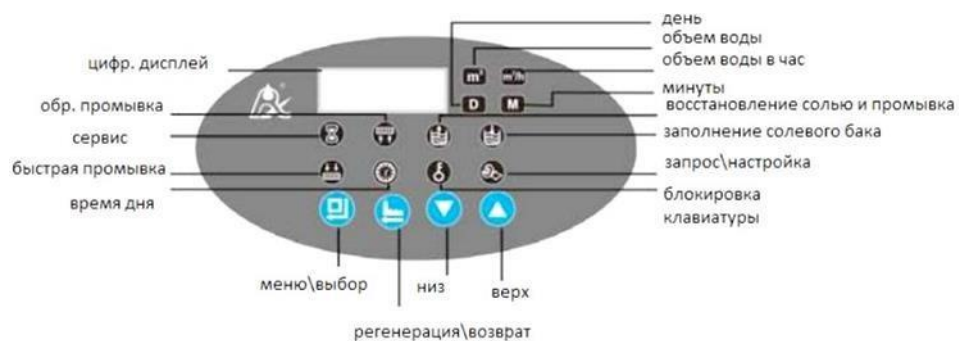 день
объем воды
цифр. дисплей
объем воды в час
m³
m³/h
минуты
D
M
обр. промывка
восстановление солью и промывка
сервис
заполнение солевого бака
быстрая промывка
запрос\настройка
время дня
блокировка
клавиатуры
меню\выбор
низ
верх
регенерация\возврат